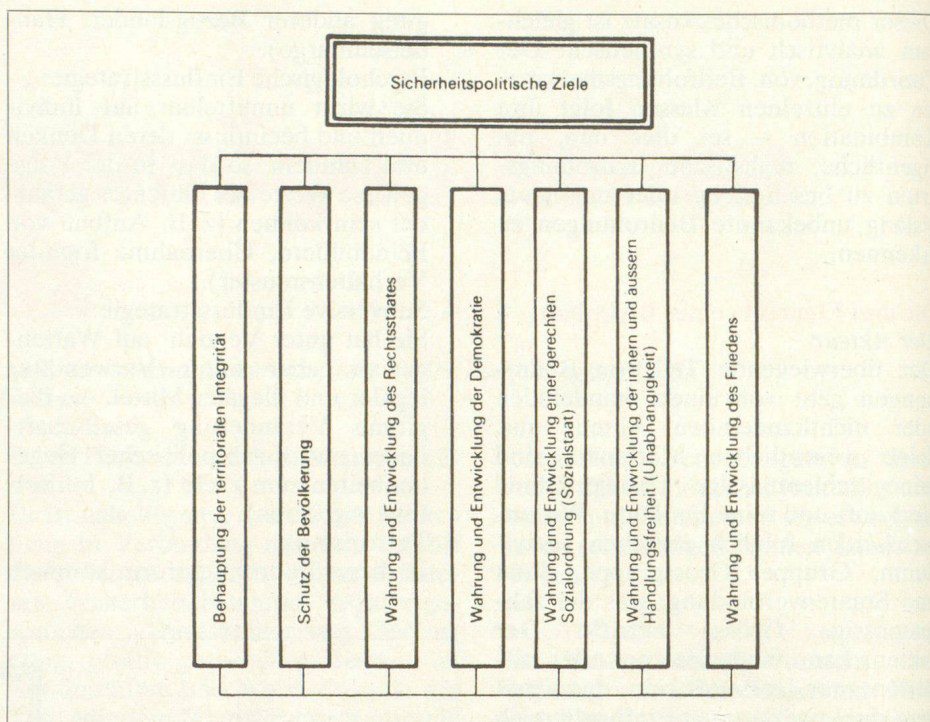 Sicherheitspolitische Ziele
Behauptung der territorialen Integrität
Schutz der Bevölkerung
Wahrung und Entwicklung des Rechtsstaates
Wahrung und Entwicklung der Demokratie
Wahrung und Entwicklung einer gerechten
Sozialordnung (Sozialstaat)
Wahrung und Entwicklung der innern und äussern
Handlungsfreiheit (Unabhängigkeit)
Wahrung und Entwicklung des Friedens